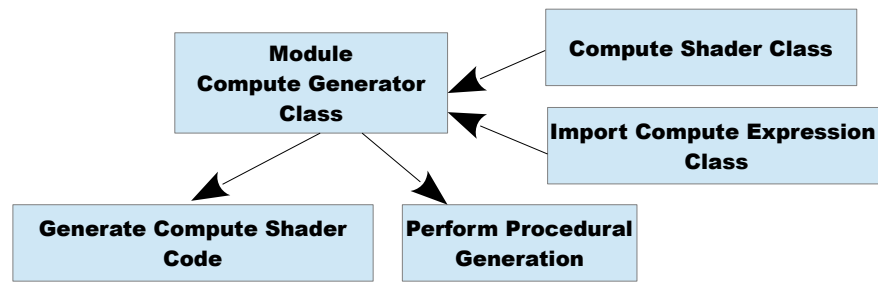 Module
Compute Generator
Class
Compute Shader Class
Import Compute Expression
Class
Generate Compute Shader
Code
Perform Procedural
Generation